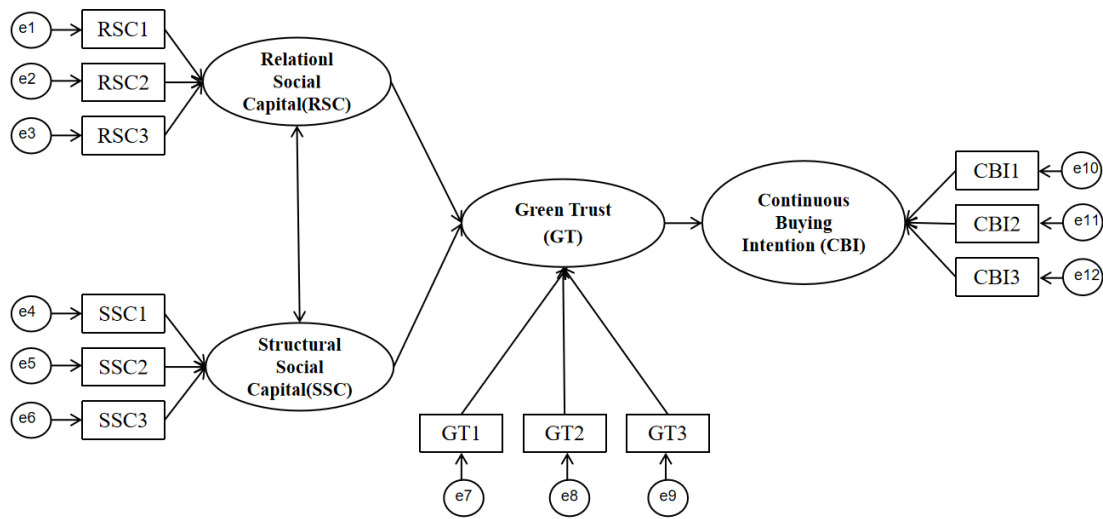 e1
RSC1
e2
RSC2
e3
RSC3
Relationl
Social
Capital(RSC)
e4
SSC1
e5
SSC2
e6
SSC3
Structural
Social
Capital(SSC)
Green Trust
(GT)
GT1
GT2
GT3
e7
e8
e9
Continuous
Buying
Intention (CBI)
CBI1
e10
CBI2
e11
CBI3
e12